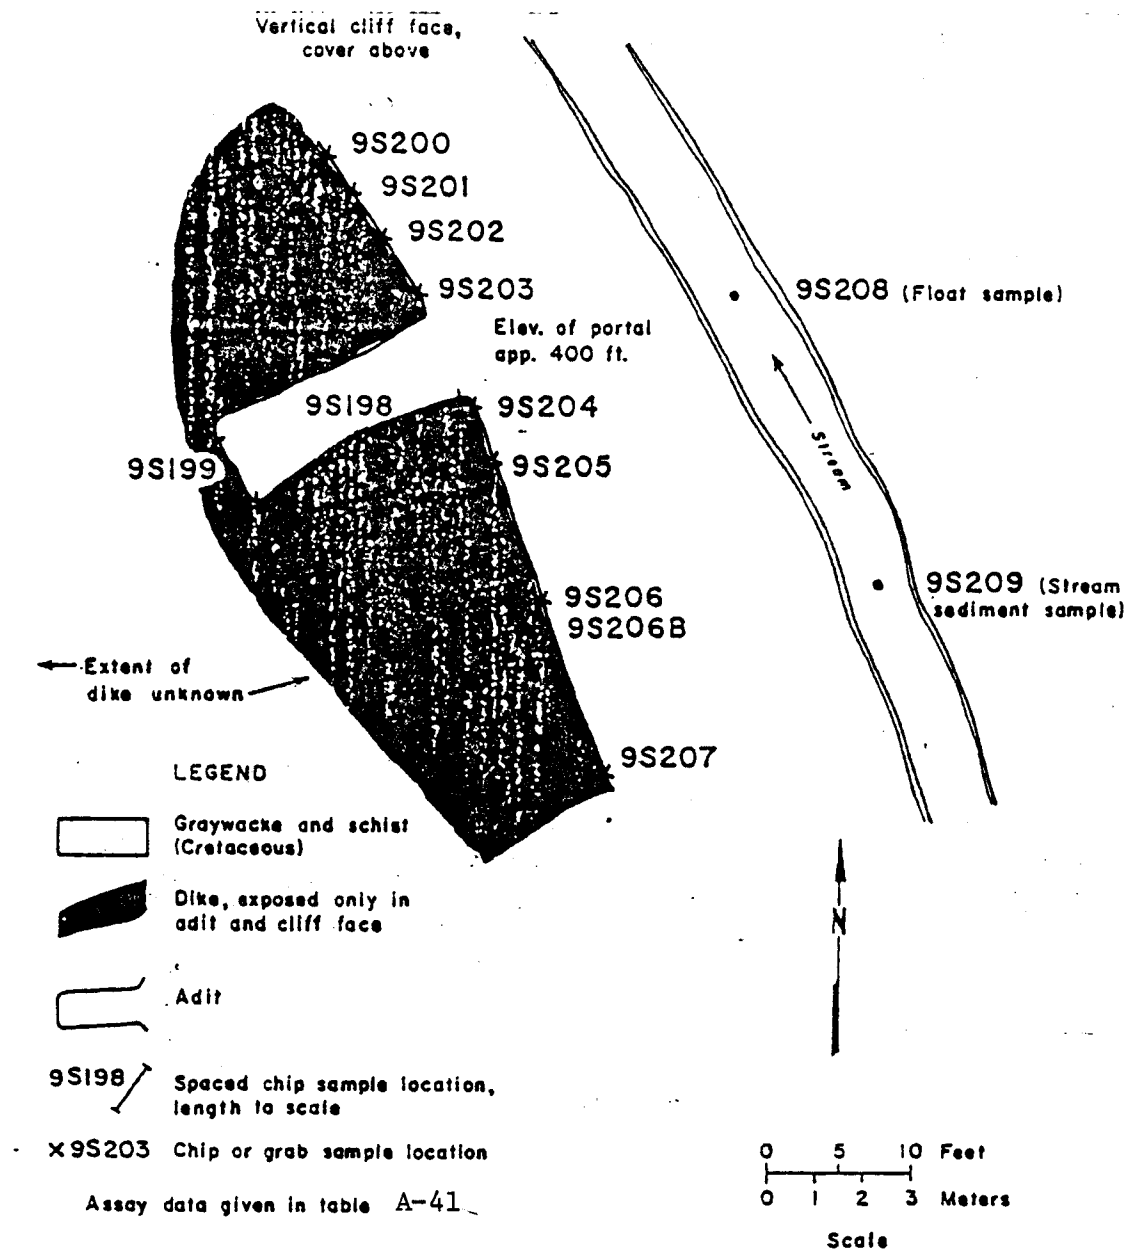 Vertical cliff face,
cover above
9S200
9S201
9S202
9S203
9S208 (Float sample)
Elev. of portal
app. 400 ft.
9S198
9S204
9S199
9S205
Stream
9S206
9S206B
9S209 (Stream
sediment sample)
Extent of
dike unknown
9S207
LEGEND
Graywacke and schist
(Cretaceous)
Dike, exposed only in
adit and cliff face
N
Adit
9S198 Spaced chip sample location,
length to scale
x 9S203 Chip or grab sample location
Assay data given in table A-41
0 5 10 Feet
0 1 2 3 Meters
Scale